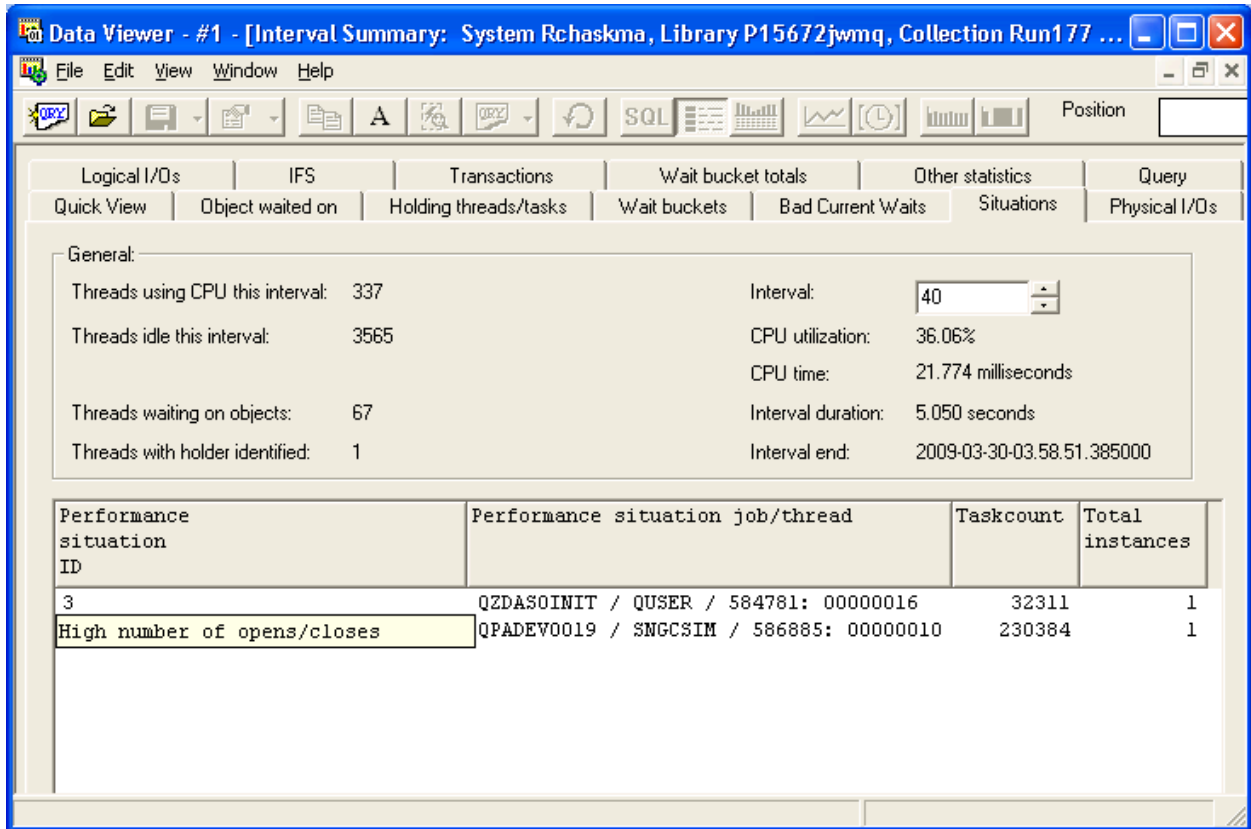 Data Viewer - #1 - [Interval Summary: System Rchaskma, Library P15672jwmq, Collection Run177 ...
File Edit View Window Help
QRY A QRY SQL Position
Logical I/Os IFS Transactions Wait bucket totals Other statistics Query
Quick View Object waited on Holding threads/tasks Wait buckets Bad Current Waits Situations Physical I/Os
General:
Threads using CPU this interval: 337 Interval: 40
Threads idle this interval: 3565 CPU utilization: 36.06%
CPU time: 21.774 milliseconds
Threads waiting on objects: 67 Interval duration: 5.050 seconds
Threads with holder identified: 1 Interval end: 2009-03-30-03.58.51.385000
Performance Performance situation job/thread Taskcount Total
situation instances
ID
3 QZDASOINIT / QUSER / 584781: 00000016 32311 1
High number of opens/closes QPADEV0019 / SNGCSIM / 586885: 00000010 230384 1